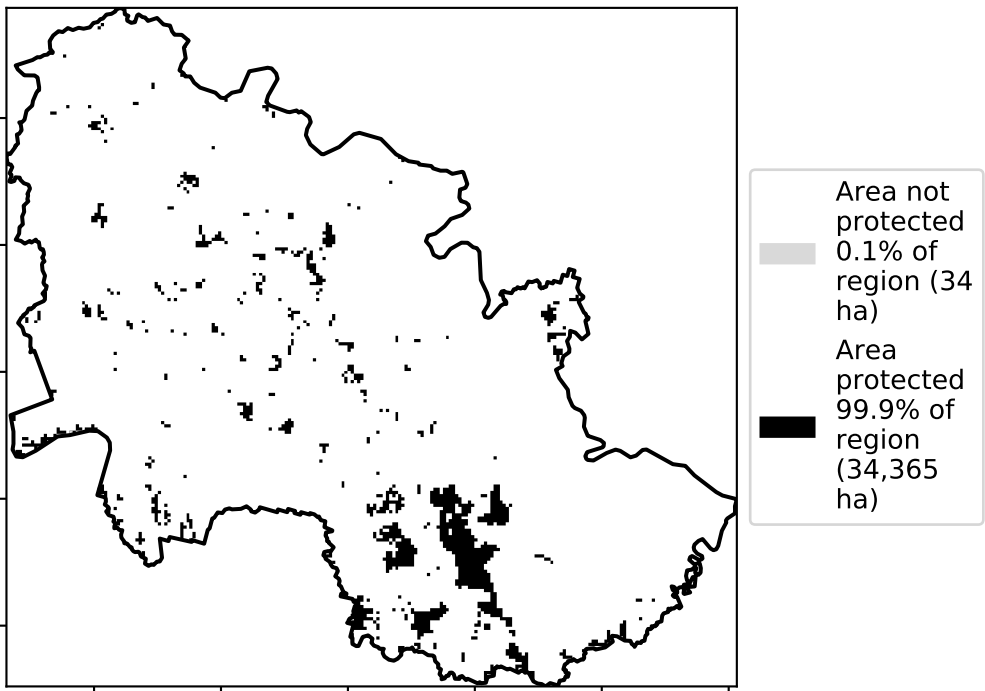 Area not
protected
0.1% of
region (34
ha)
Area
protected
99.9% of
region
(34,365
ha)